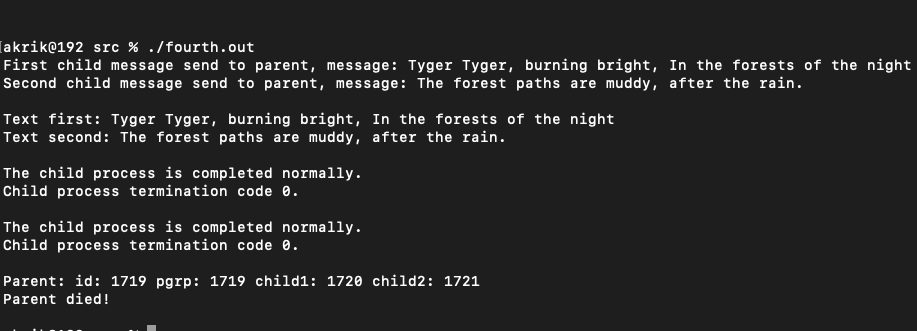 akrik@192 src % ./fourth.out
First child message send to parent, message: Tyger Tyger, burning bright, In the forests of the night
Second child message send to parent, message: The forest paths are muddy, after the rain.
Text first: Tyger Tyger, burning bright, In the forests of the night
Text second: The forest paths are muddy, after the rain.
The child process is completed normally.
Child process termination code 0.
The child process is completed normally.
Child process termination code 0.
Parent: id: 1719 pgrp: 1719 child1: 1720 child2: 1721
Parent died!